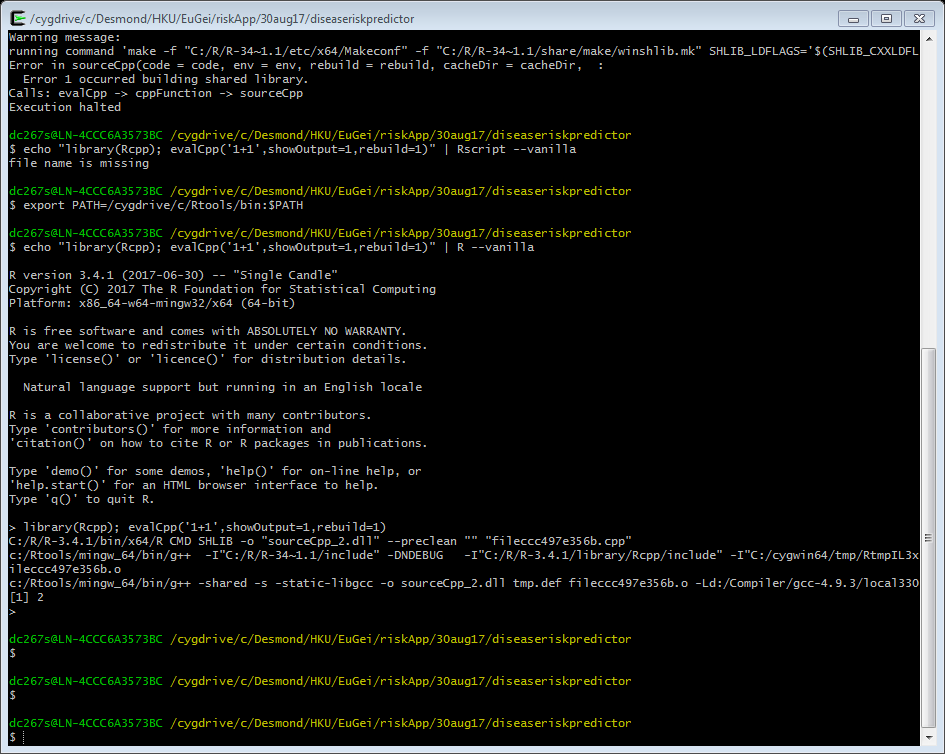 /cygdrive/c/Desmond/HKU/EuGei/riskApp/30aug17/diseaseriskpredictor
Warning message:
running command 'make -f "C:/R/R-34~1.1/etc/x64/Makeconf" -f "C:/R/R-34~1.1/share/make/winshlib.mk" SHLIB_LDFLAGS='$(SHLIB_CXXLDFL
Error in sourceCpp(code = code, env = env, rebuild = rebuild, cacheDir = cacheDir,  :
  Error 1 occurred building shared library.
Calls: evalCpp -> cppFunction -> sourceCpp
Execution halted
dc267s@LN-4CCC6A3573BC /cygdrive/c/Desmond/HKU/EuGei/riskApp/30aug17/diseaseriskpredictor
$ echo "library(Rcpp); evalCpp('1+1',showOutput=1,rebuild=1)" | Rscript --vanilla
file name is missing
dc267s@LN-4CCC6A3573BC /cygdrive/c/Desmond/HKU/EuGei/riskApp/30aug17/diseaseriskpredictor
$ export PATH=/cygdrive/c/Rtools/bin:$PATH
dc267s@LN-4CCC6A3573BC /cygdrive/c/Desmond/HKU/EuGei/riskApp/30aug17/diseaseriskpredictor
$ echo "library(Rcpp); evalCpp('1+1',showOutput=1,rebuild=1)" | R --vanilla
R version 3.4.1 (2017-06-30) -- "Single Candle"
Copyright (C) 2017 The R Foundation for Statistical Computing
Platform: x86_64-w64-mingw32/x64 (64-bit)
R is free software and comes with ABSOLUTELY NO WARRANTY.
You are welcome to redistribute it under certain conditions.
Type 'license()' or 'licence()' for distribution details.
  Natural language support but running in an English locale
R is a collaborative project with many contributors.
Type 'contributors()' for more information and
'citation()' on how to cite R or R packages in publications.
Type 'demo()' for some demos, 'help()' for on-line help, or
'help.start()' for an HTML browser interface to help.
Type 'q()' to quit R.
> library(Rcpp); evalCpp('1+1',showOutput=1,rebuild=1)
C:/R/R-3.4.1/bin/x64/R CMD SHLIB -o "sourceCpp_2.dll" --preclean "" "fileccc497e356b.cpp"
c:/Rtools/mingw_64/bin/g++  -I"C:/R/R-34~1.1/include" -DNDEBUG   -I"C:/R/R-3.4.1/library/Rcpp/include" -I"C:/cygwin64/tmp/RtmpIL3x
ileccc497e356b.o
c:/Rtools/mingw_64/bin/g++ -shared -s -static-libgcc -o sourceCpp_2.dll tmp.def fileccc497e356b.o -Ld:/Compiler/gcc-4.9.3/local330
[1] 2
>
dc267s@LN-4CCC6A3573BC /cygdrive/c/Desmond/HKU/EuGei/riskApp/30aug17/diseaseriskpredictor
$
dc267s@LN-4CCC6A3573BC /cygdrive/c/Desmond/HKU/EuGei/riskApp/30aug17/diseaseriskpredictor
$
dc267s@LN-4CCC6A3573BC /cygdrive/c/Desmond/HKU/EuGei/riskApp/30aug17/diseaseriskpredictor
$